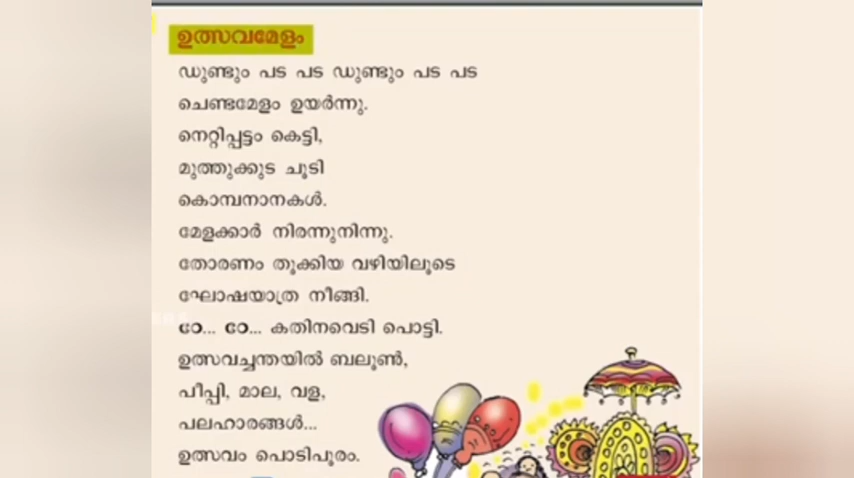 ഉത്സവമേളം
ഡുണ്ടും പട പട ഡുണ്ടും പട പട
ചെണ്ടമേളം ഉയർന്നു.
നെറ്റിപ്പട്ടം കെട്ടി,
മുത്തുക്കുട ചൂടി
കൊമ്പനാനകൾ.
മേളക്കാർ നിരന്നുനിന്നു.
തോരണം തൂക്കിയ വഴിയിലൂടെ
ഘോഷയാത്ര നീങ്ങി.
ഠോ... ഠോ... കതിനവെടി പൊട്ടി.
ഉത്സവച്ചന്തയിൽ ബലൂൺ,
പീപ്പി, മാല, വള,
പലഹാരങ്ങൾ...
ഉത്സവം പൊടിപൂരം.